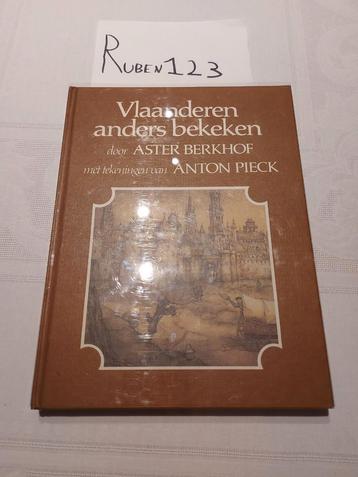 RUBEN123
Vlaanderen
anders bekeken
door ASTER BERKHOF
met tekeningen van ANTON PIECK